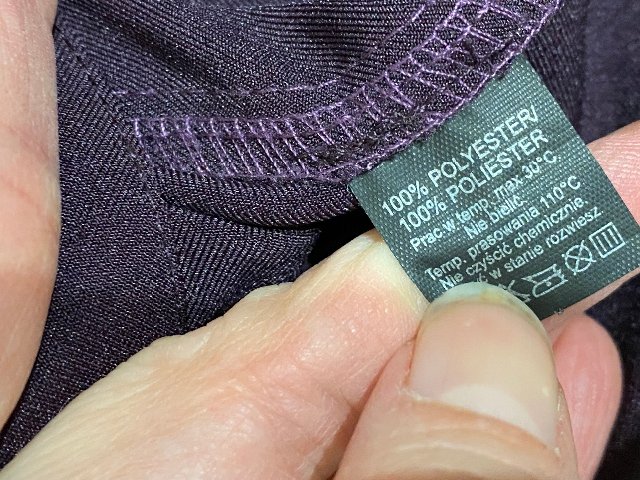 100% POLYESTER/
100% POLIESTER
Prac.w temp. max 30°C
Nie bielić
Temp. prasowania 110°C
Nie czyścić chemicznie.
w stanie rozwiesz